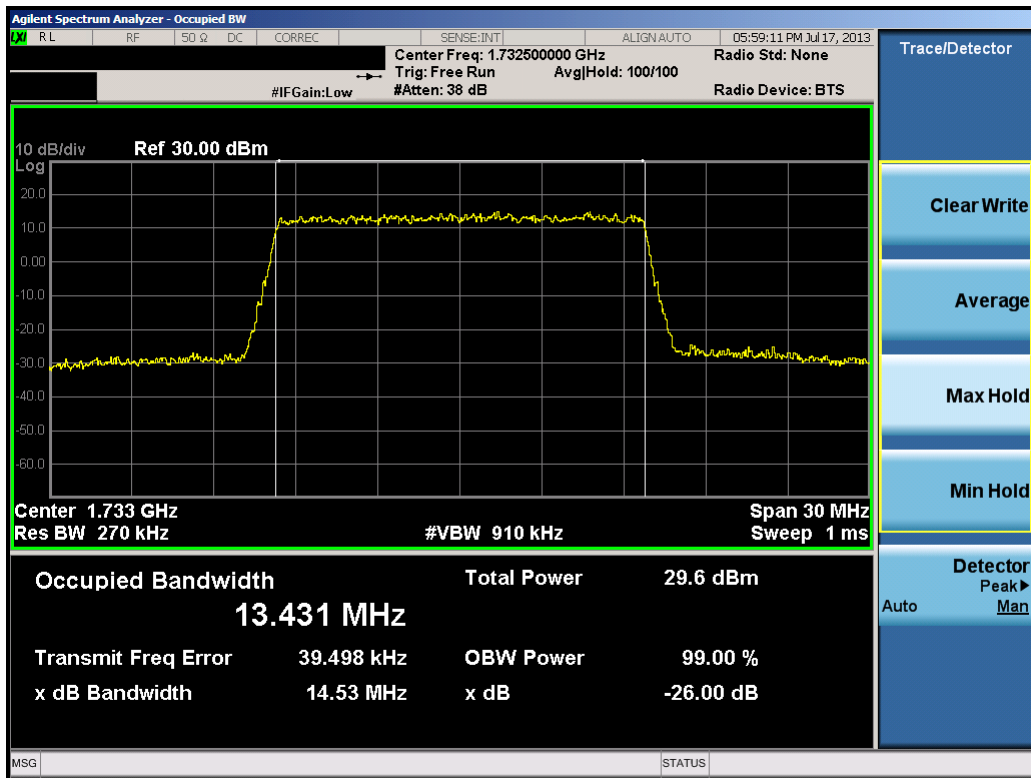 Agilent Spectrum Analyzer - Occupied BW
LXI RL RF 50 Ω DC CORREC SENSE:INT ALIGN AUTO 05:59:11 PM Jul 17, 2013
Center Freq: 1.732500000 GHz Radio Std: None
Trig: Free Run Avg|Hold: 100/100
#IFGain:Low #Atten: 38 dB Radio Device: BTS
10 dB/div Ref 30.00 dBm
Log
20.0
10.0
0.00
-10.0
-20.0
-30.0
-40.0
-50.0
-60.0
Center 1.733 GHz Span 30 MHz
Res BW 270 kHz #VBW 910 kHz Sweep 1 ms
Occupied Bandwidth Total Power 29.6 dBm
13.431 MHz
Transmit Freq Error 39.498 kHz OBW Power 99.00 %
x dB Bandwidth 14.53 MHz x dB -26.00 dB
MSG STATUS
Trace/Detector
Clear Write
Average
Max Hold
Min Hold
Detector
Peak▶
Auto Man